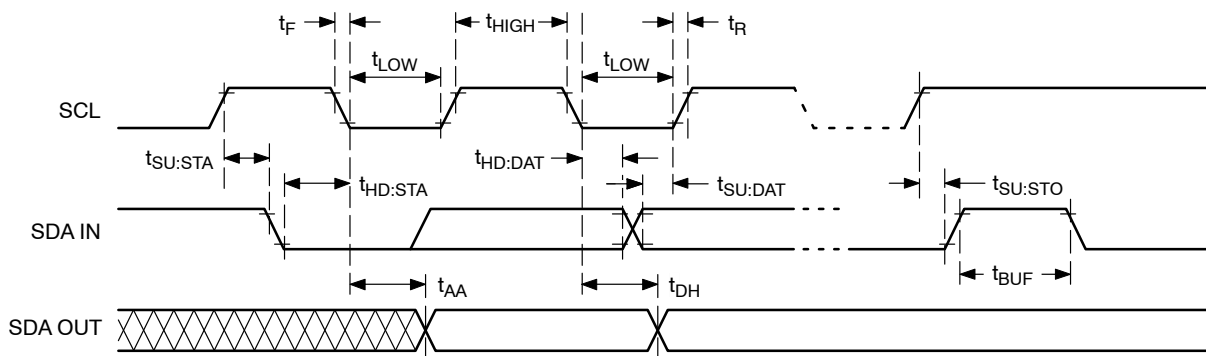 tF tHIGH tR
tLOW tLOW
SCL
tSU:STA tHD:DAT
tHD:STA tSU:DAT tSU:STO
SDA IN
tAA tDH tBUF
SDA OUT